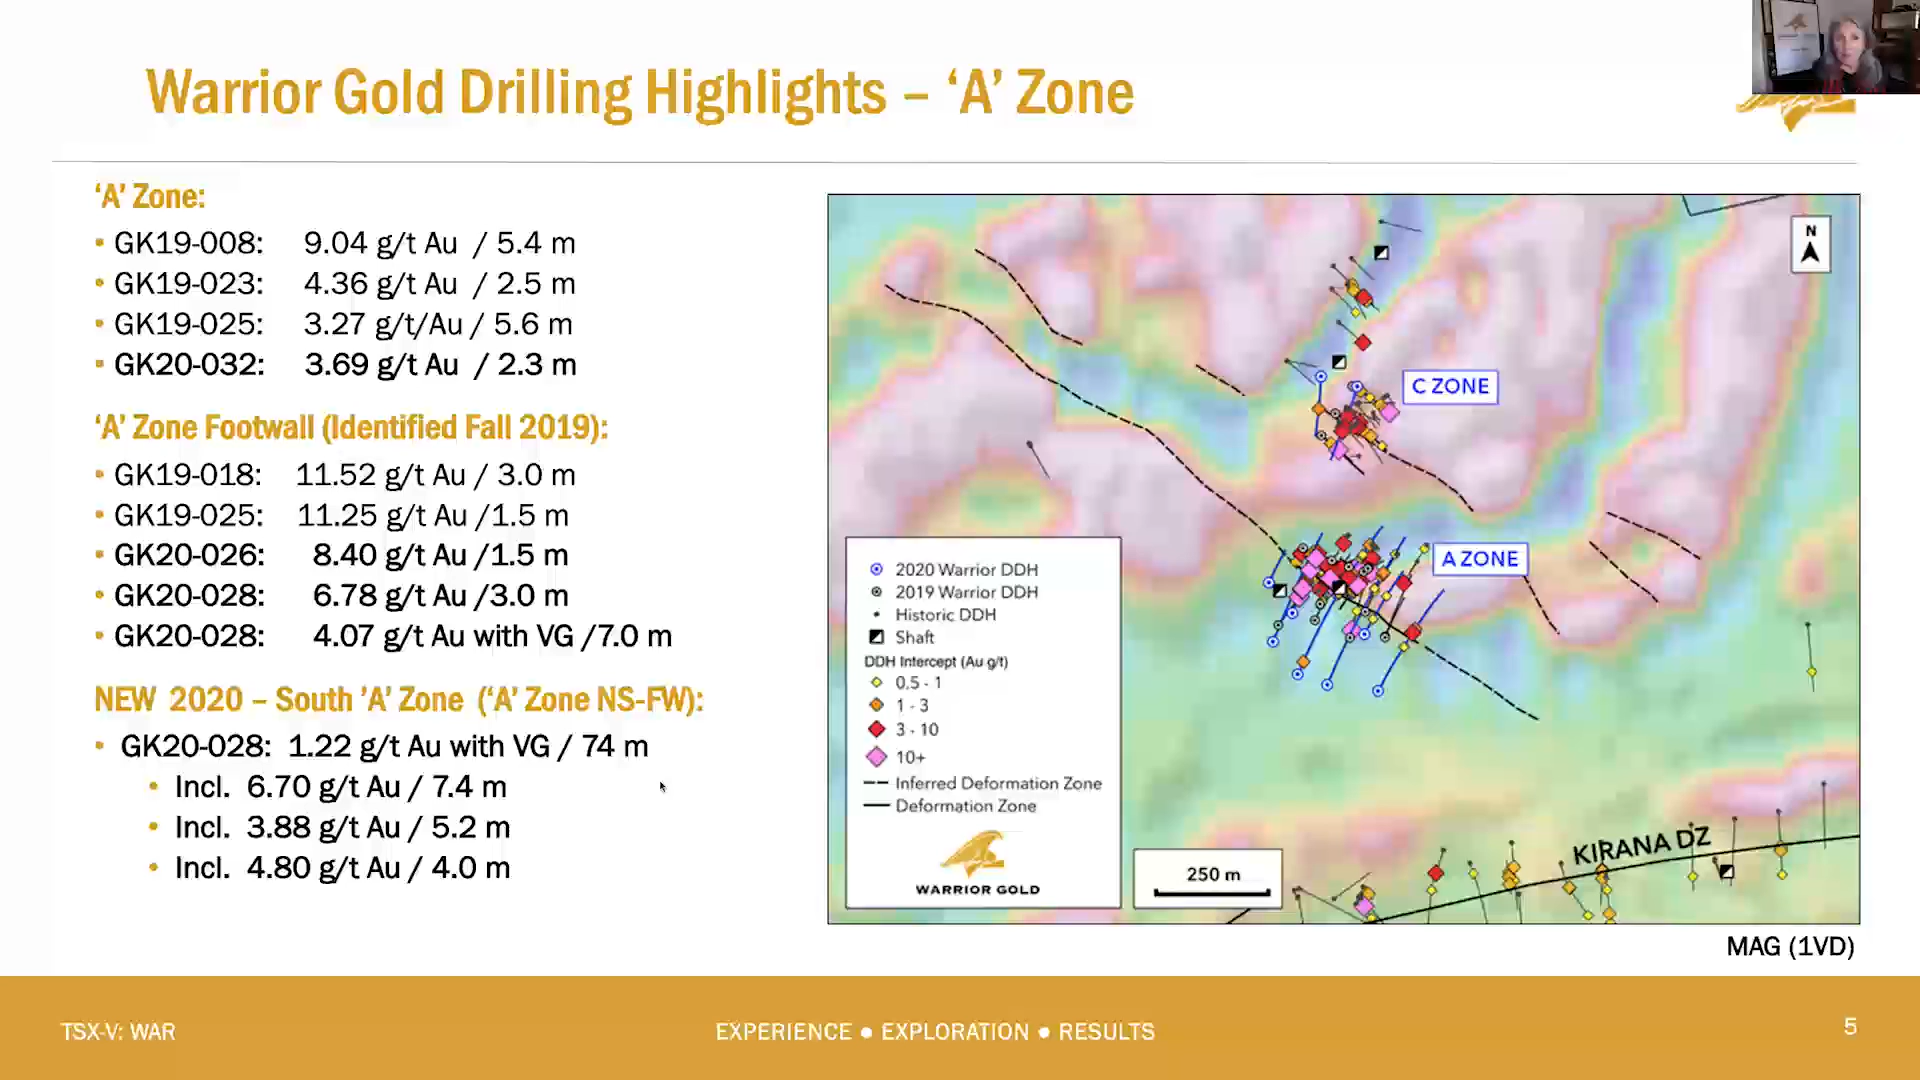 Warrior Gold Drilling Highlights – ‘A’ Zone
‘A’ Zone:
• GK19-008: 9.04 g/t Au / 5.4 m
• GK19-023: 4.36 g/t Au / 2.5 m
• GK19-025: 3.27 g/t/Au / 5.6 m
• GK20-032: 3.69 g/t Au / 2.3 m
‘A’ Zone Footwall (Identified Fall 2019):
• GK19-018: 11.52 g/t Au / 3.0 m
• GK19-025: 11.25 g/t Au /1.5 m
• GK20-026: 8.40 g/t Au /1.5 m
• GK20-028: 6.78 g/t Au /3.0 m
• GK20-028: 4.07 g/t Au with VG /7.0 m
NEW 2020 – South ’A’ Zone (‘A’ Zone NS-FW):
• GK20-028: 1.22 g/t Au with VG / 74 m
• Incl. 6.70 g/t Au / 7.4 m
• Incl. 3.88 g/t Au / 5.2 m
• Incl. 4.80 g/t Au / 4.0 m
N
C ZONE
A ZONE
2020 Warrior DDH
2019 Warrior DDH
Historic DDH
Shaft
DDH Intercept (Au g/t)
0.5 - 1
1 - 3
3 - 10
10+
Inferred Deformation Zone
Deformation Zone
WARRIOR GOLD
250 m
KIRANA DZ
MAG (1VD)
TSX-V: WAR
EXPERIENCE ● EXPLORATION ● RESULTS
5